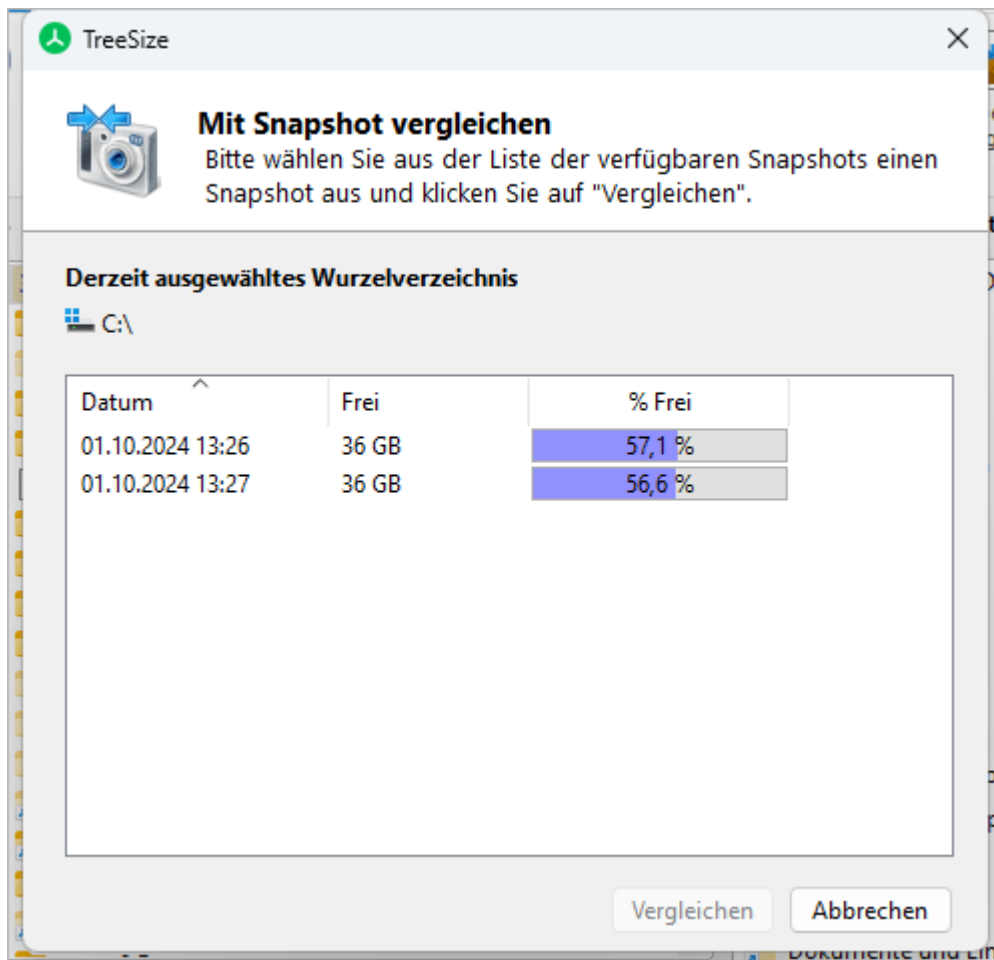 TreeSize
Mit Snapshot vergleichen
Bitte wählen Sie aus der Liste der verfügbaren Snapshots einen
Snapshot aus und klicken Sie auf "Vergleichen".
Derzeit ausgewähltes Wurzelverzeichnis
C:\
Datum Frei % Frei
01.10.2024 13:26 36 GB 57,1 %
01.10.2024 13:27 36 GB 56,6 %
Vergleichen Abbrechen
Dokumente und